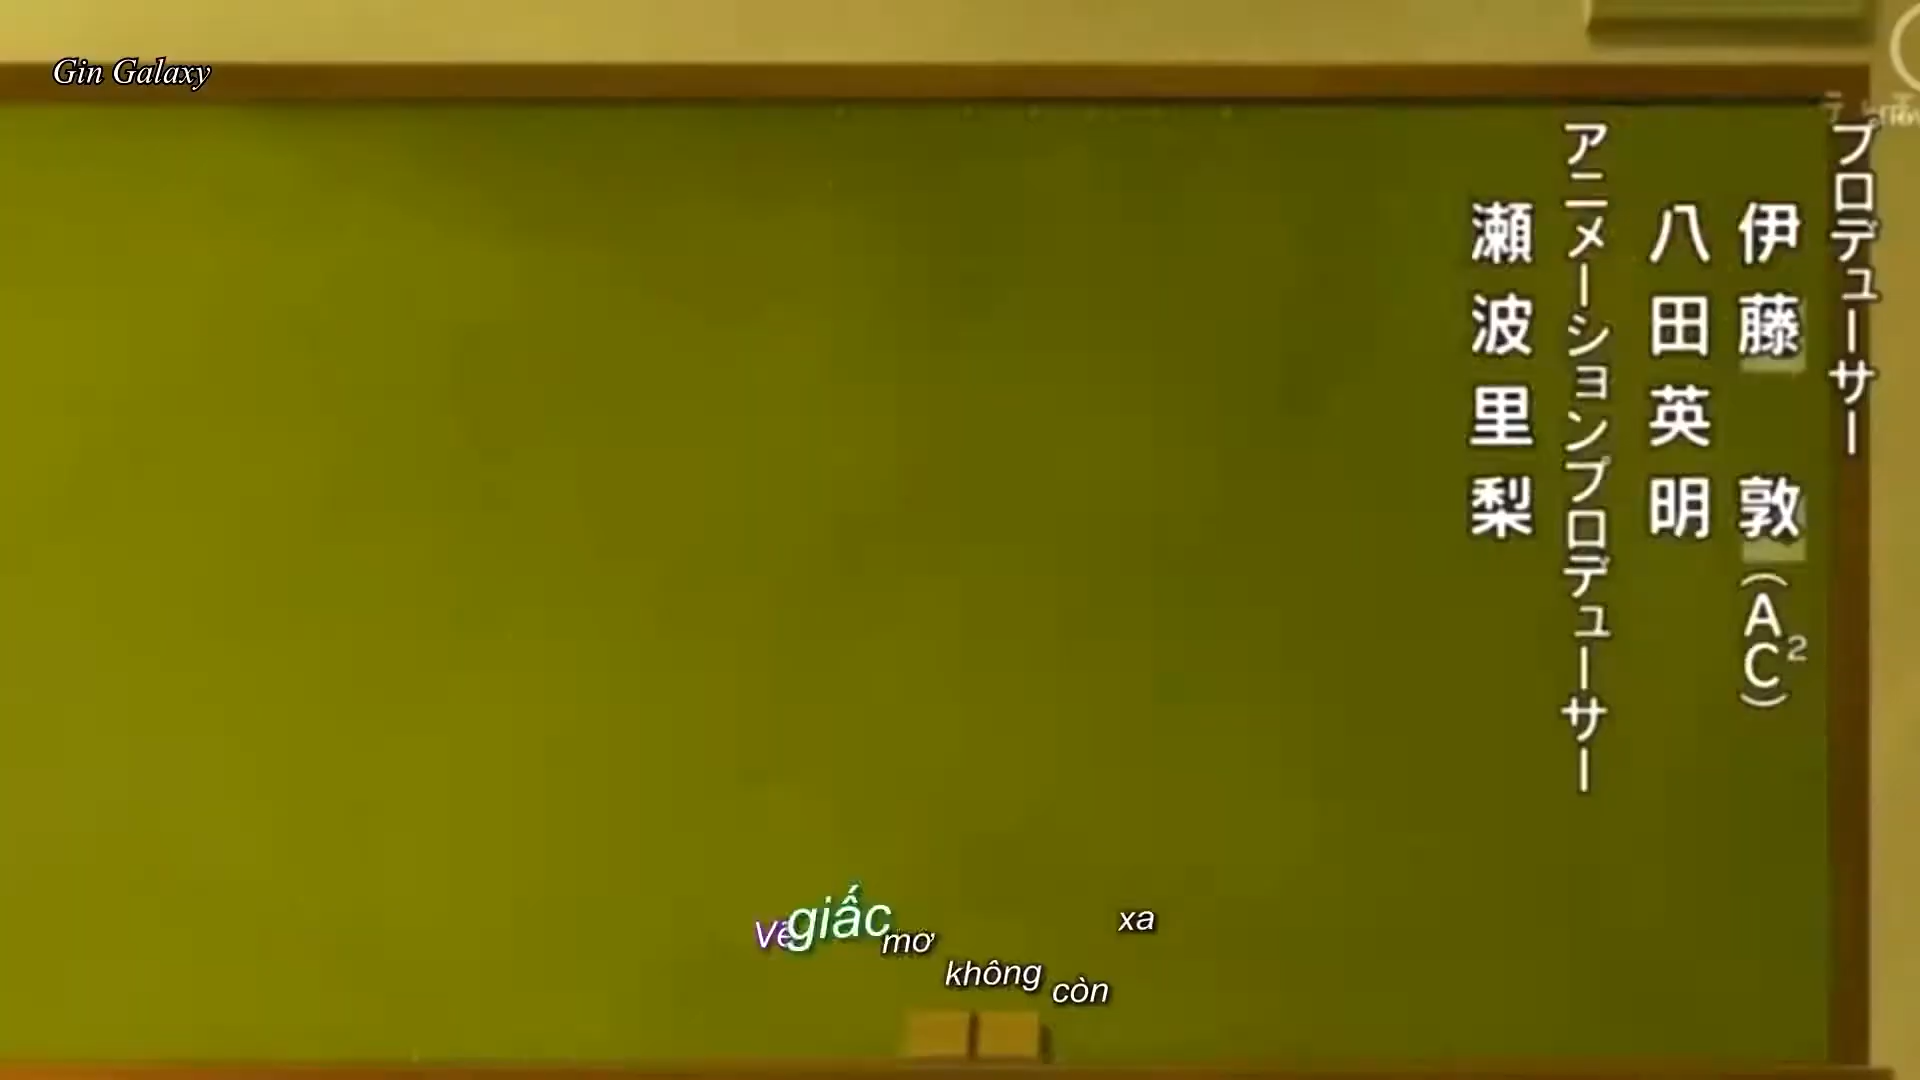 Gin Galaxy
プロデューサー
伊藤　敦(A²C)
八田英明
アニメーションプロデューサー
瀬波里梨
Về giấc mơ không còn xa